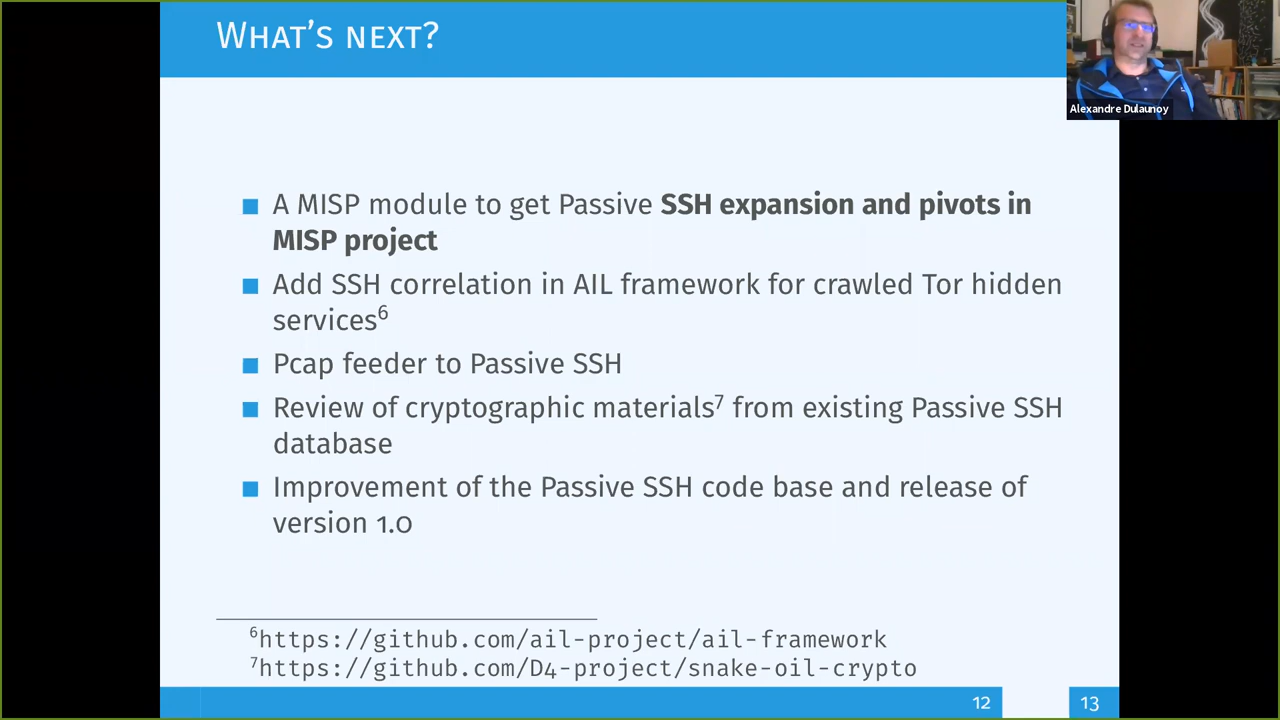 WHAT'S NEXT?
Alexandre Dulaunoy
A MISP module to get Passive SSH expansion and pivots in
MISP project
Add SSH correlation in AIL framework for crawled Tor hidden
services6
Pcap feeder to Passive SSH
Review of cryptographic materials7 from existing Passive SSH
database
Improvement of the Passive SSH code base and release of
version 1.0
6https://github.com/ail-project/ail-framework
7https://github.com/D4-project/snake-oil-crypto
12 13